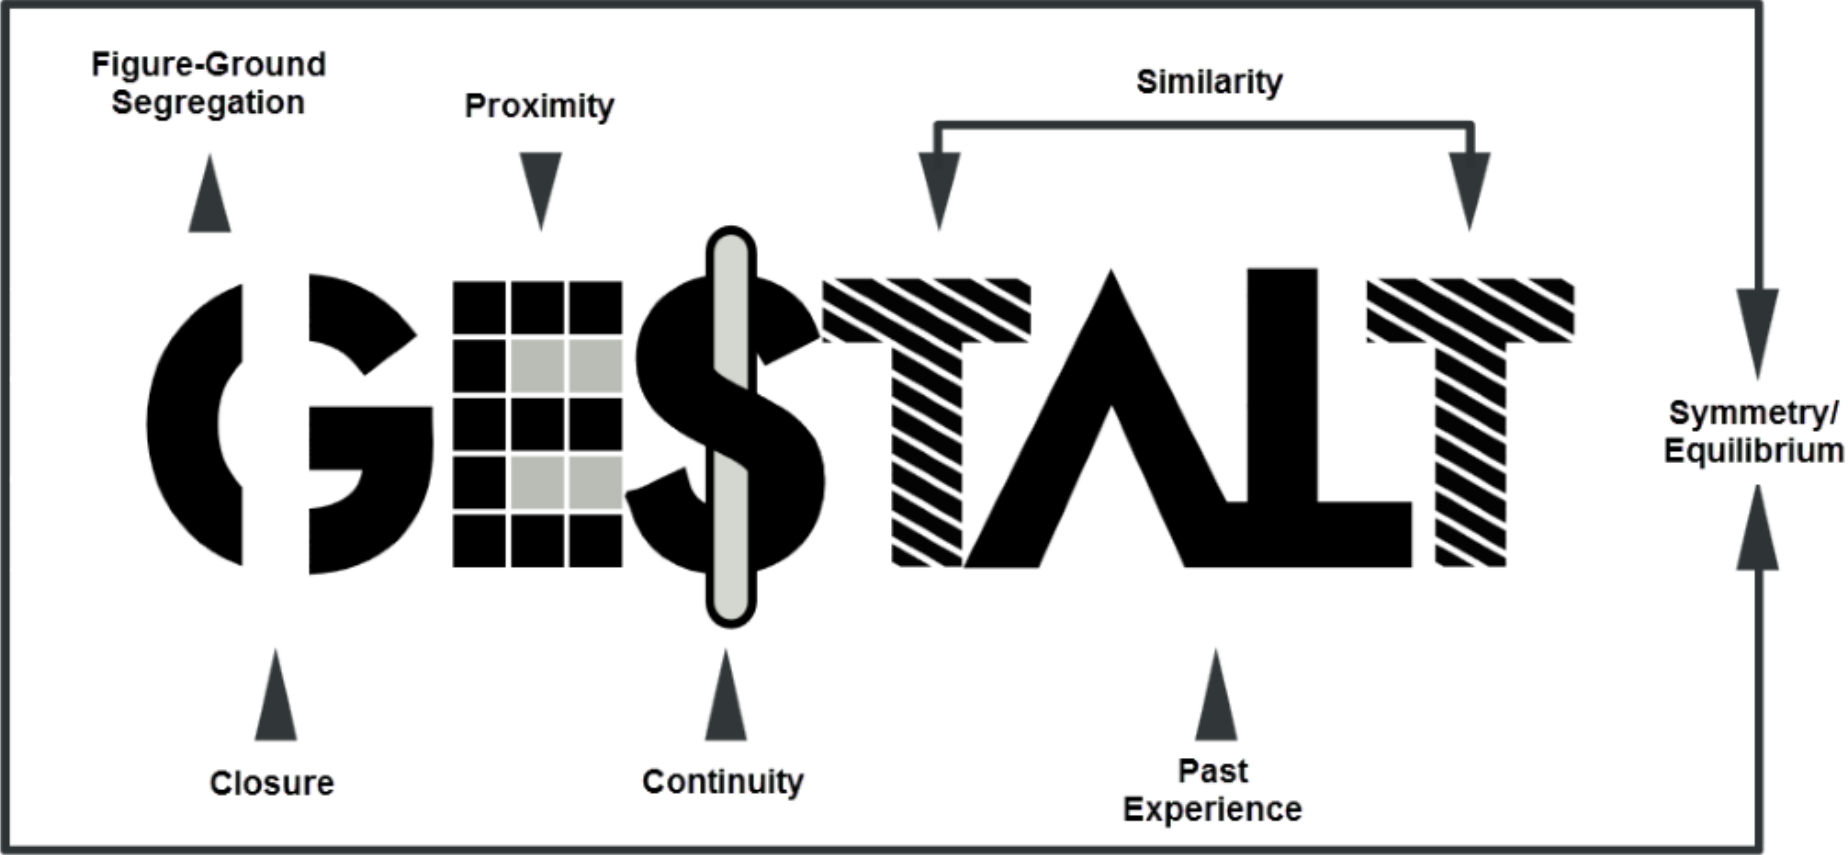 Figure-Ground
Segregation
Proximity
Similarity
GESTALT
Symmetry/
Equilibrium
Closure
Continuity
Past
Experience